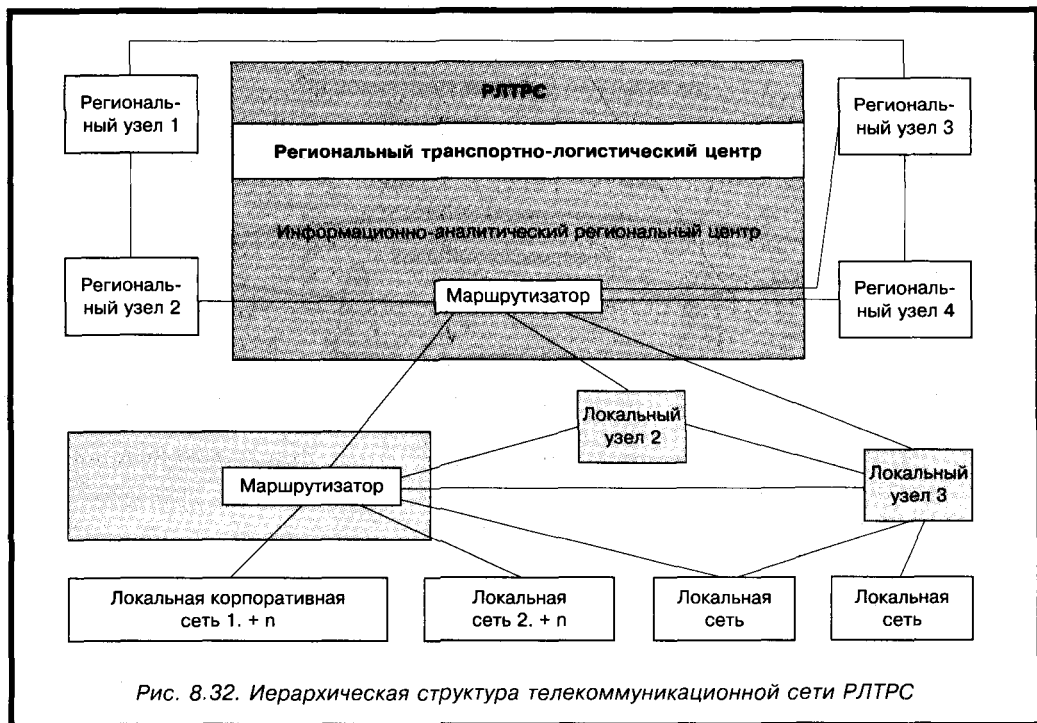 РЛТРС
Региональ-
ный узел 1
Региональ-
ный узел 3
Региональный транспортно-логистический центр
Информационно-аналитический региональный центр
Региональ-
ный узел 2
Маршрутизатор
Региональ-
ный узел 4
Локальный
узел 2
Маршрутизатор
Локальный
узел 3
Локальная корпоративная
сеть 1. + n
Локальная
сеть 2. + n
Локальная
сеть
Локальная
сеть
Рис. 8.32. Иерархическая структура телекоммуникационной сети РЛТРС